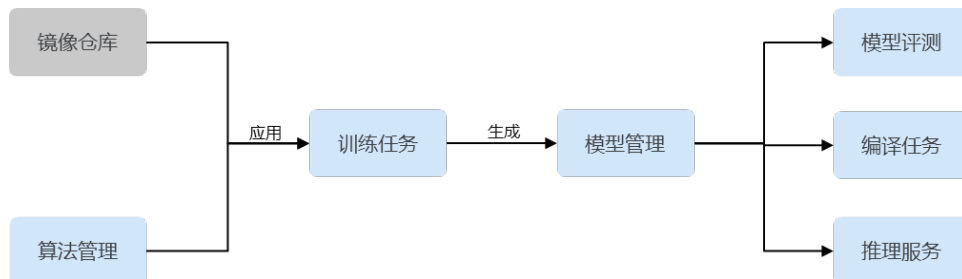 镜像仓库
算法管理
应用
训练任务
生成
模型管理
模型评测
编译任务
推理服务